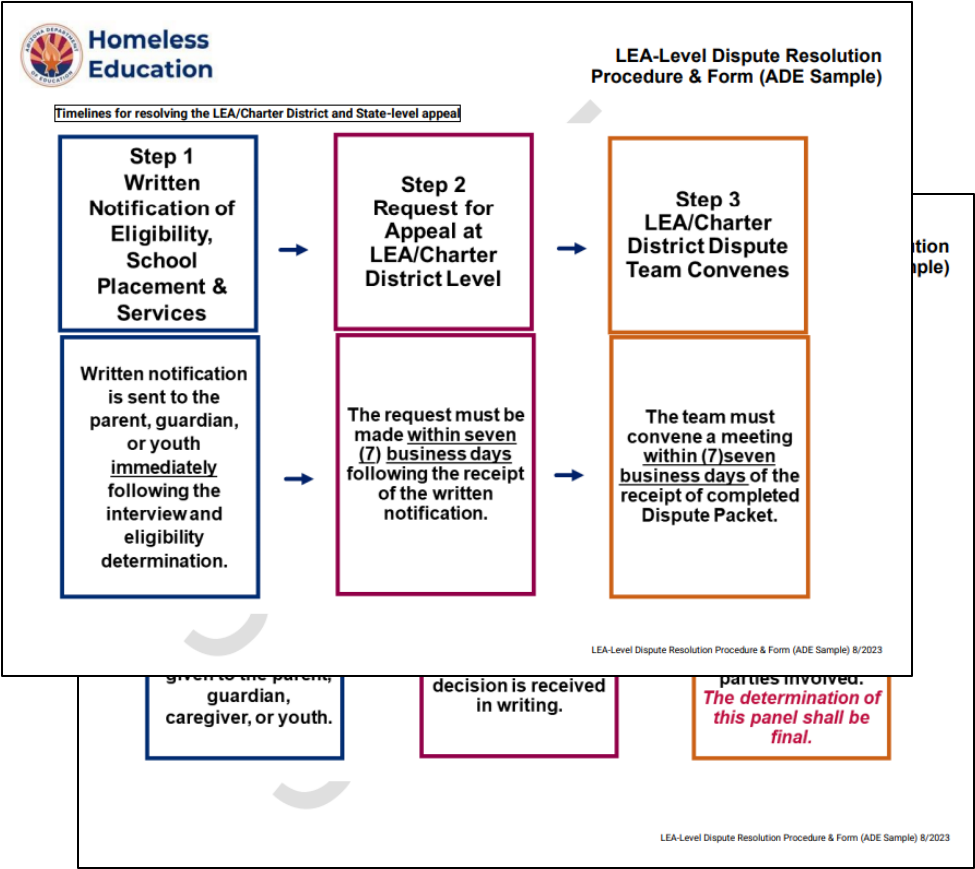 Homeless
Education
LEA-Level Dispute Resolution
Procedure & Form (ADE Sample)
Timelines for resolving the LEA/Charter District and State-level appeal
Step 1
Written
Notification of
Eligibility,
School
Placement &
Services
Step 2
Request for
Appeal at
LEA/Charter
District Level
Step 3
LEA/Charter
District Dispute
Team Convenes
Written notification
is sent to the
parent, guardian,
or youth
immediately
following the
interview and
eligibility
determination.
The request must be
made within seven
(7) business days
following the receipt
of the written
notification.
The team must
convene a meeting
within (7)seven
business days of the
receipt of completed
Dispute Packet.
LEA-Level Dispute Resolution Procedure & Form (ADE Sample) 8/2023
given to the parent,
guardian,
caregiver, or youth.
decision is received
in writing.
parties involved.
The determination of
this panel shall be
final.
LEA-Level Dispute Resolution Procedure & Form (ADE Sample) 8/2023